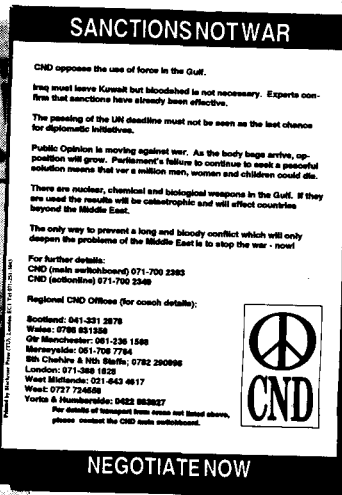 SANCTIONS NOT WAR
CND opposes the use of force in the Gulf.
Iraq must leave Kuwait but bloodshed is not necessary. Experts con-
firm that sanctions have already been effective.
The passing of the UN deadline must not be seen as the last chance
for diplomatic initiatives.
Public Opinion is moving against war. As the body bags arrive, op-
position will grow. Parliament's failure to continue to seek a peaceful
solution means that ver a million men, women and children could die.
There are nuclear, chemical and biological weapons in the Gulf. If they
are used the results will be catastrophic and will affect countries
beyond the Middle East.
The only way to prevent a long and bloody conflict which will only
deepen the problems of the Middle East is to stop the war - now!
For further details:
CND (main switchboard) 071-700 2393
CND (actionline) 071-700 2349
Regional CND Offices (for coach details):
Scotland: 041-331 2878
Wales: 0766 831356
Gtr Manchester: 061-236 1588
Merseyside: 051-708 7764
Sth Cheshire & Nth Staffs; 0782 290896
London: 071-388 1628
West Midlands: 021-643 4617
West: 0727 724558
Yorks & Humberside: 0422 883827
For details of transport from areas not listed above,
please contact the CND main switchboard.
CND
NEGOTIATE NOW